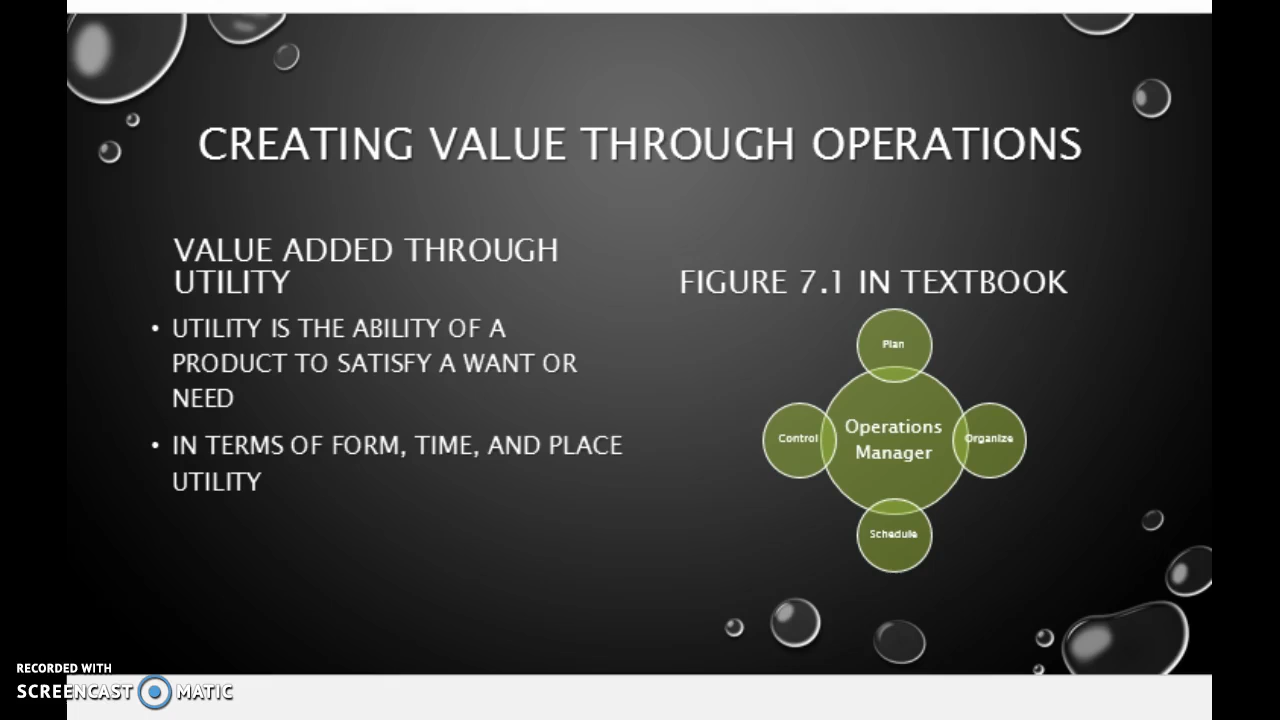 CREATING VALUE THROUGH OPERATIONS
VALUE ADDED THROUGH
UTILITY
• UTILITY IS THE ABILITY OF A
PRODUCT TO SATISFY A WANT OR
NEED
• IN TERMS OF FORM, TIME, AND PLACE
UTILITY
FIGURE 7.1 IN TEXTBOOK
Plan
Control
Operations
Manager
Organize
Schedule
RECORDED WITH
SCREENCAST MATIC